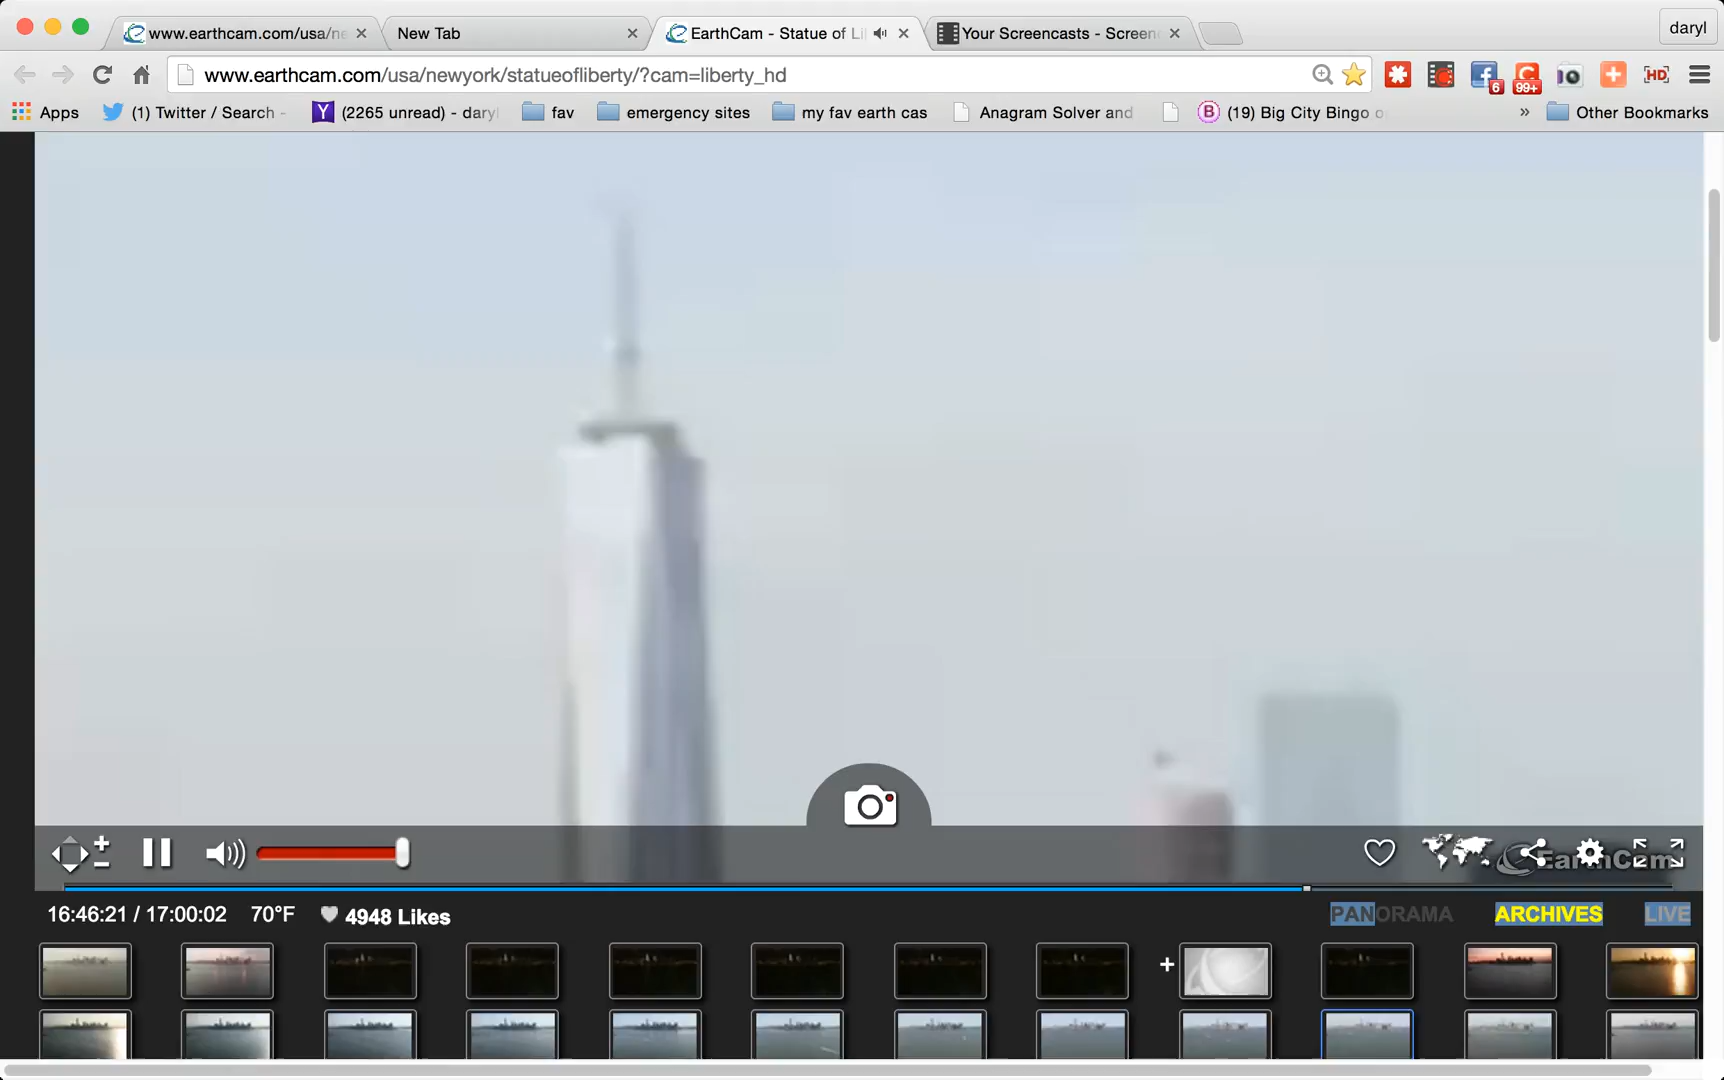 www.earthcam.com/usa/ne
New Tab
EarthCam - Statue of Li
Your Screencasts - Screen
daryl
www.earthcam.com/usa/newyork/statueofliberty/?cam=liberty_hd
6
99+
HD
Apps
(1) Twitter / Search -
Y
(2265 unread) - daryl
fav
emergency sites
my fav earth cas
Anagram Solver and
B
(19) Big City Bingo o
»
Other Bookmarks
EarthCam
16:46:21 / 17:00:02
70°F
4948 Likes
PANORAMA
ARCHIVES
LIVE